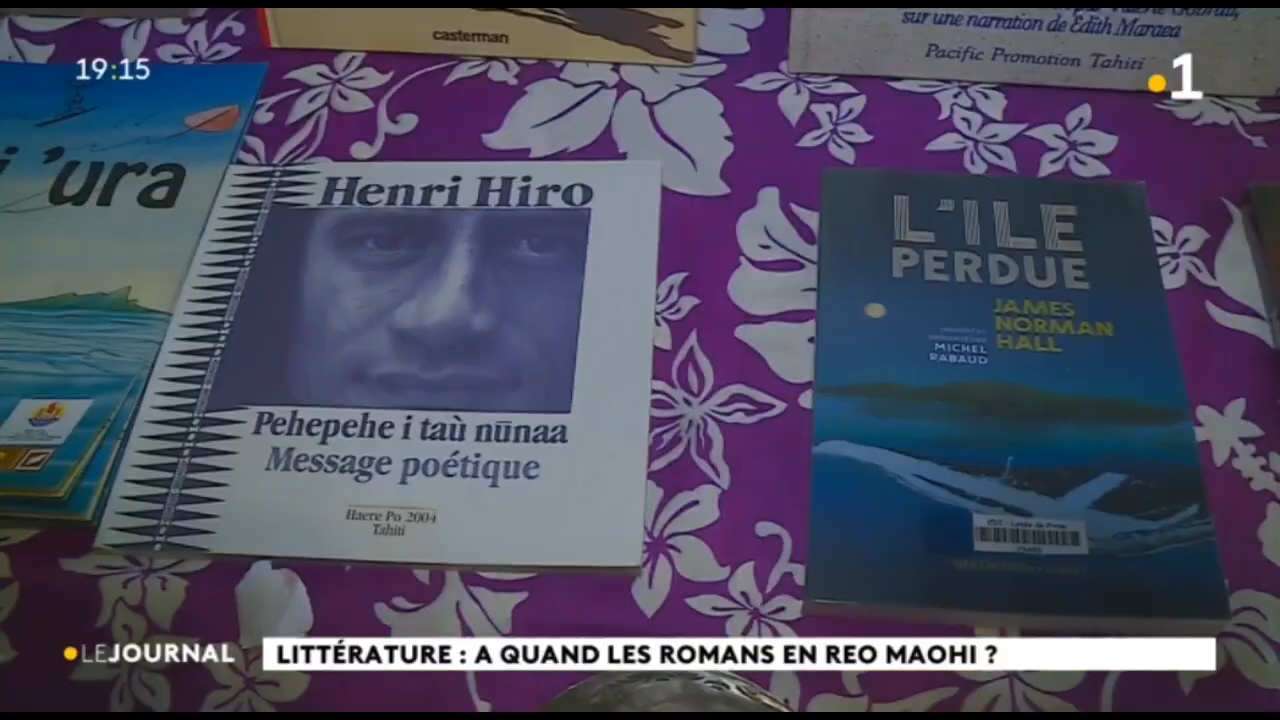 casterman
sur une narration de Edith Maraea
Pacific Promotion Tahiti
19:15
1
'ura
Henri Hiro
Pehepehe i taù nūnaa
Message poétique
Haere Po 2004
Tahiti
L'ILE
PERDUE
JAMES
NORMAN
HALL
MICHEL
RABAUD
LEJOURNAL
LITTÉRATURE : A QUAND LES ROMANS EN REO MAOHI ?